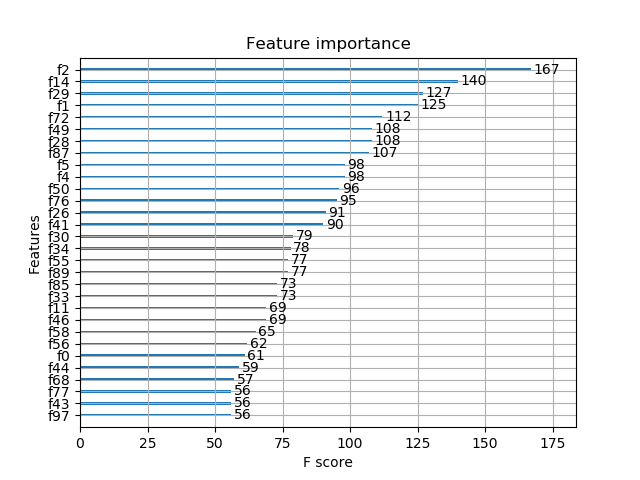 Feature importance
f2 167
f14 140
f29 127
f1 125
f72 112
f49 108
f28 108
f87 107
f5 98
f4 98
f50 96
f76 95
f26 91
f41 90
f30 79
f34 78
f55 77
f89 77
f85 73
f33 73
f11 69
f46 69
f58 65
f56 62
f0 61
f44 59
f68 57
f77 56
f43 56
f97 56
Features
0 25 50 75 100 125 150 175
F score